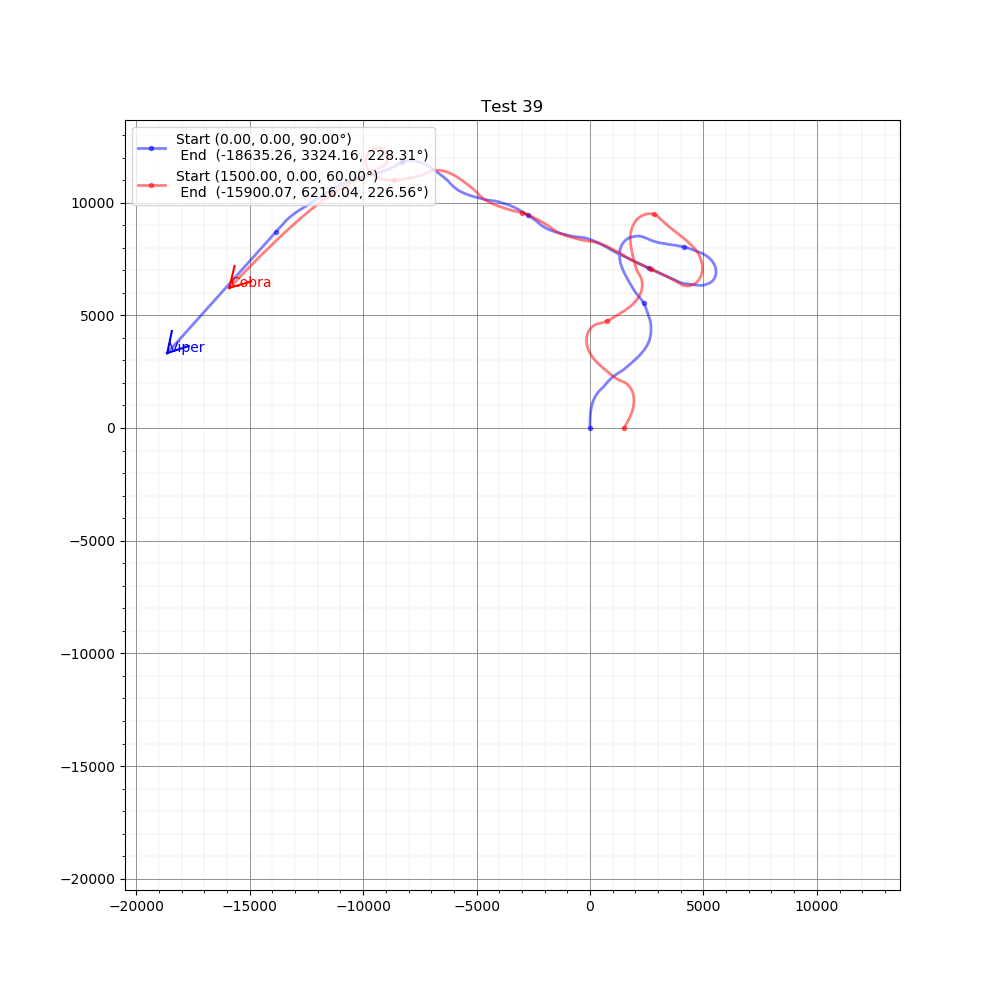 Test 39
Start (0.00, 0.00, 90.00°)
End (-18635.26, 3324.16, 228.31°)
Start (1500.00, 0.00, 60.00°)
End (-15900.07, 6216.04, 226.56°)
10000
5000
0
−5000
−10000
−15000
−20000
Cobra
Viper
−20000 −15000 −10000 −5000 0 5000 10000